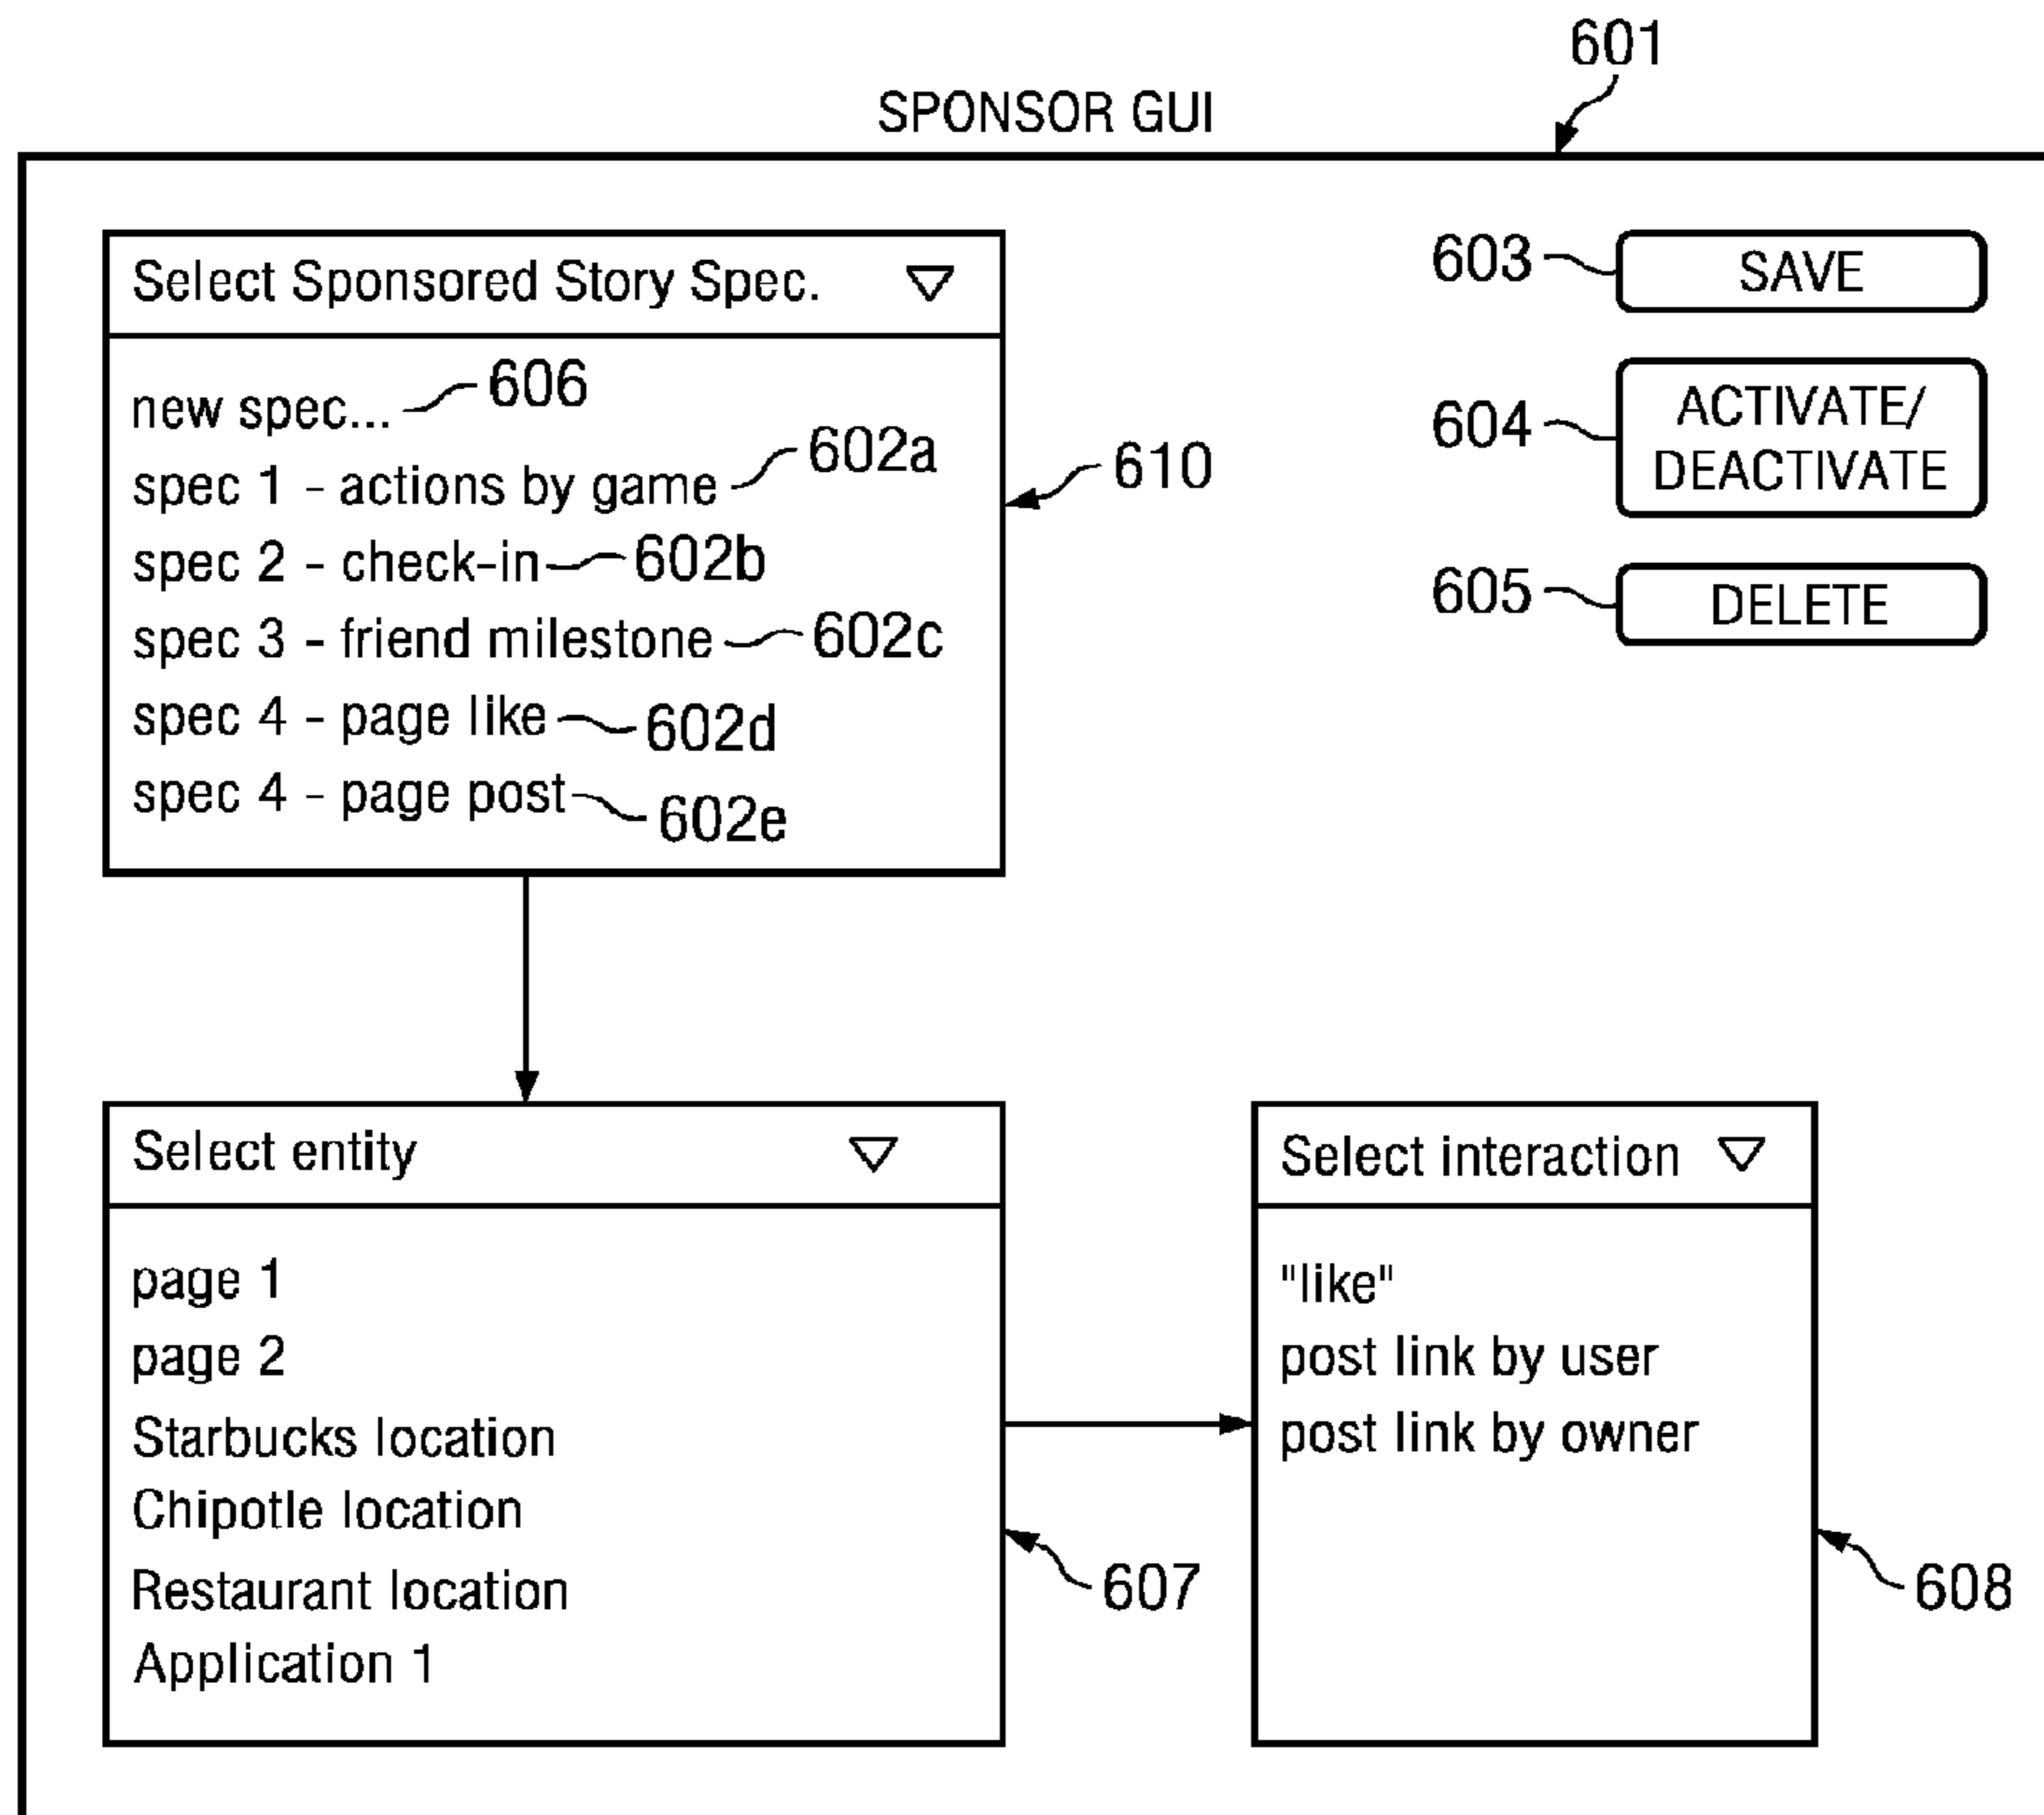 601
SPONSOR GUI
Select Sponsored Story Spec.
new spec... 606
spec 1 - actions by game 602a
spec 2 - check-in 602b
spec 3 - friend milestone 602c
spec 4 - page like 602d
spec 4 - page post 602e
610
603 SAVE
604 ACTIVATE/
DEACTIVATE
605 DELETE
Select entity
page 1
page 2
Starbucks location
Chipotle location
Restaurant location
Application 1
607
Select interaction
"like"
post link by user
post link by owner
608